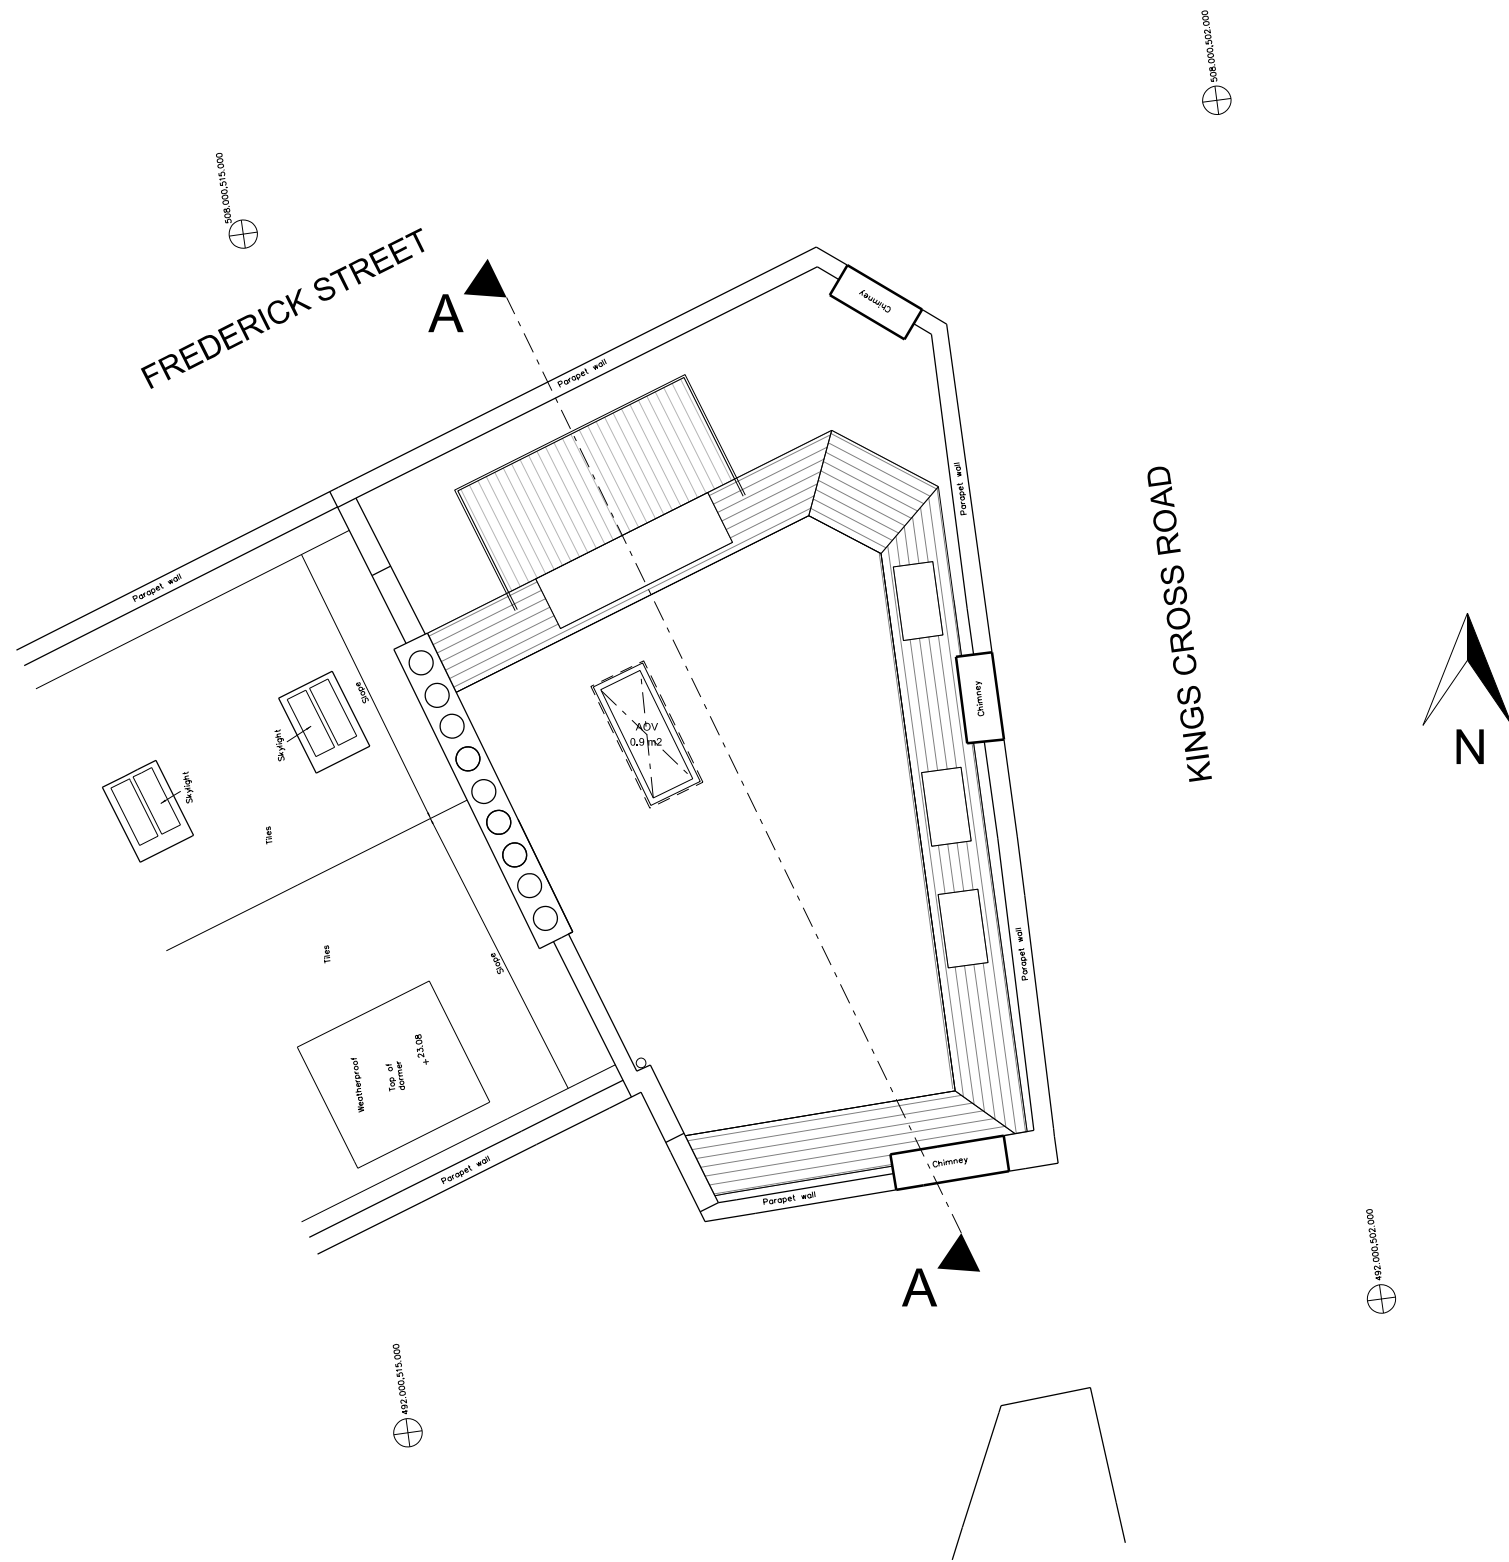 508.000,502.000
508.000,515.000
FREDERICK STREET
A
Chimney
Parapet wall
Parapet wall
KINGS CROSS ROAD
Parapet wall
Slope
Skylight
Chimney
AOV
0.9 m2
N
Skylight
Tiles
Tiles
Slope
Parapet wall
Weatherproof
Top of
dormer
+23.08
Parapet wall
Chimney
Parapet wall
A
492.000,502.000
492.000,515.000